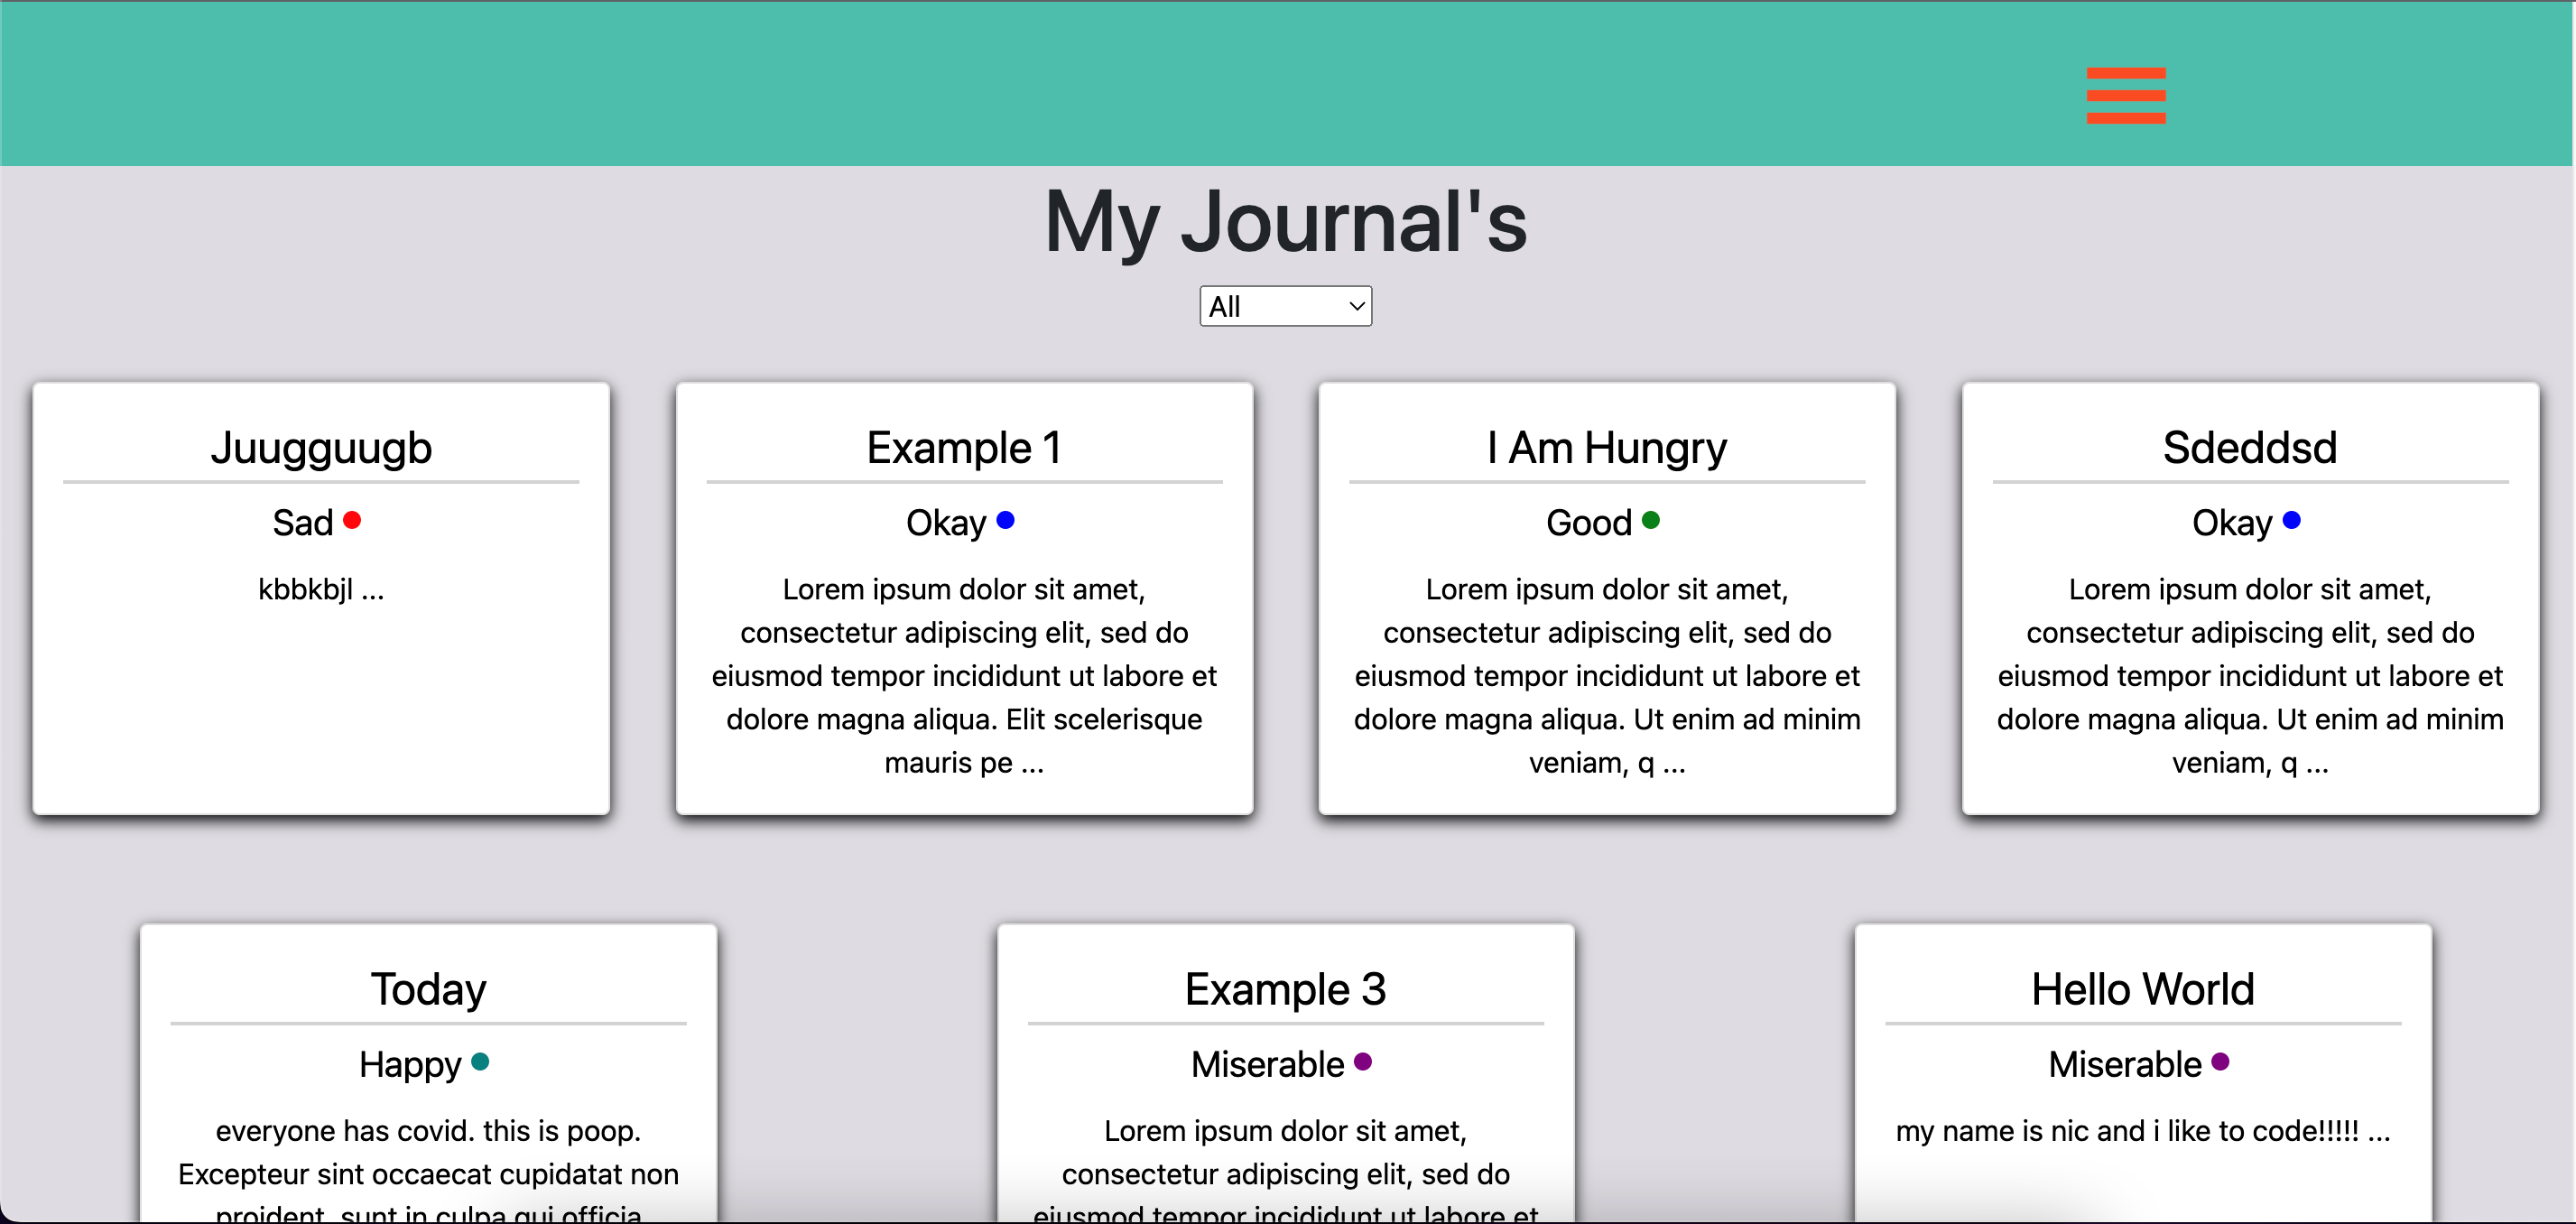 My Journal's
All
Juugguugb
Sad
kbbkbjl ...
Example 1
Okay
Lorem ipsum dolor sit amet,
consectetur adipiscing elit, sed do
eiusmod tempor incididunt ut labore et
dolore magna aliqua. Elit scelerisque
mauris pe ...
I Am Hungry
Good
Lorem ipsum dolor sit amet,
consectetur adipiscing elit, sed do
eiusmod tempor incididunt ut labore et
dolore magna aliqua. Ut enim ad minim
veniam, q ...
Sdeddsd
Okay
Lorem ipsum dolor sit amet,
consectetur adipiscing elit, sed do
eiusmod tempor incididunt ut labore et
dolore magna aliqua. Ut enim ad minim
veniam, q ...
Today
Happy
everyone has covid. this is poop.
Excepteur sint occaecat cupidatat non
proident, sunt in culpa qui officia
Example 3
Miserable
Lorem ipsum dolor sit amet,
consectetur adipiscing elit, sed do
eiusmod tempor incididunt ut labore et
Hello World
Miserable
my name is nic and i like to code!!!!! ...